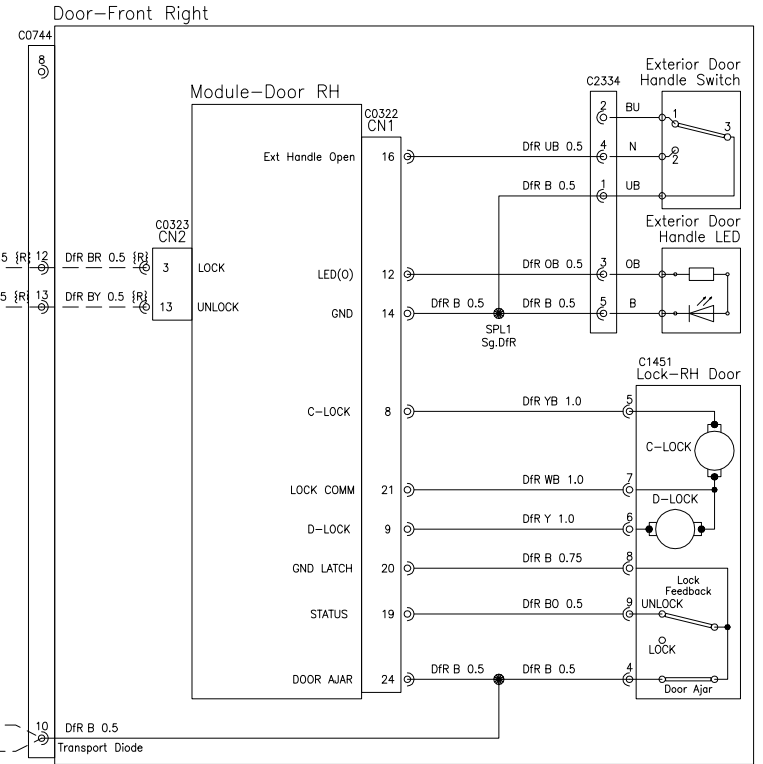 Door-Front Right
C0744
8
Module-Door RH
C0322
CN1
C2334
Exterior Door
Handle Switch
2 BU
1
3
Ext Handle Open 16 DfR UB 0.5 4 N
2
DfR B 0.5 1 UB
Exterior Door
Handle LED
C0323
CN2
5 {R} 12 DfR BR 0.5 {R} 3 LOCK
LED(O) 12 DfR OB 0.5 3 OB
5 {R} 13 DfR BY 0.5 {R} 13 UNLOCK
GND 14 DfR B 0.5 DfR B 0.5 5 B
SPL1
Sg.DfR
C1451
Lock-RH Door
C-LOCK 8 DfR YB 1.0 5
C-LOCK
LOCK COMM 21 DfR WB 1.0 7
D-LOCK
D-LOCK 9 DfR Y 1.0 6
GND LATCH 20 DfR B 0.75 8
Lock
Feedback
STATUS 19 DfR BO 0.5 9 UNLOCK
LOCK
DOOR AJAR 24 DfR B 0.5 DfR B 0.5 4
Door Ajar
10 DfR B 0.5
Transport Diode